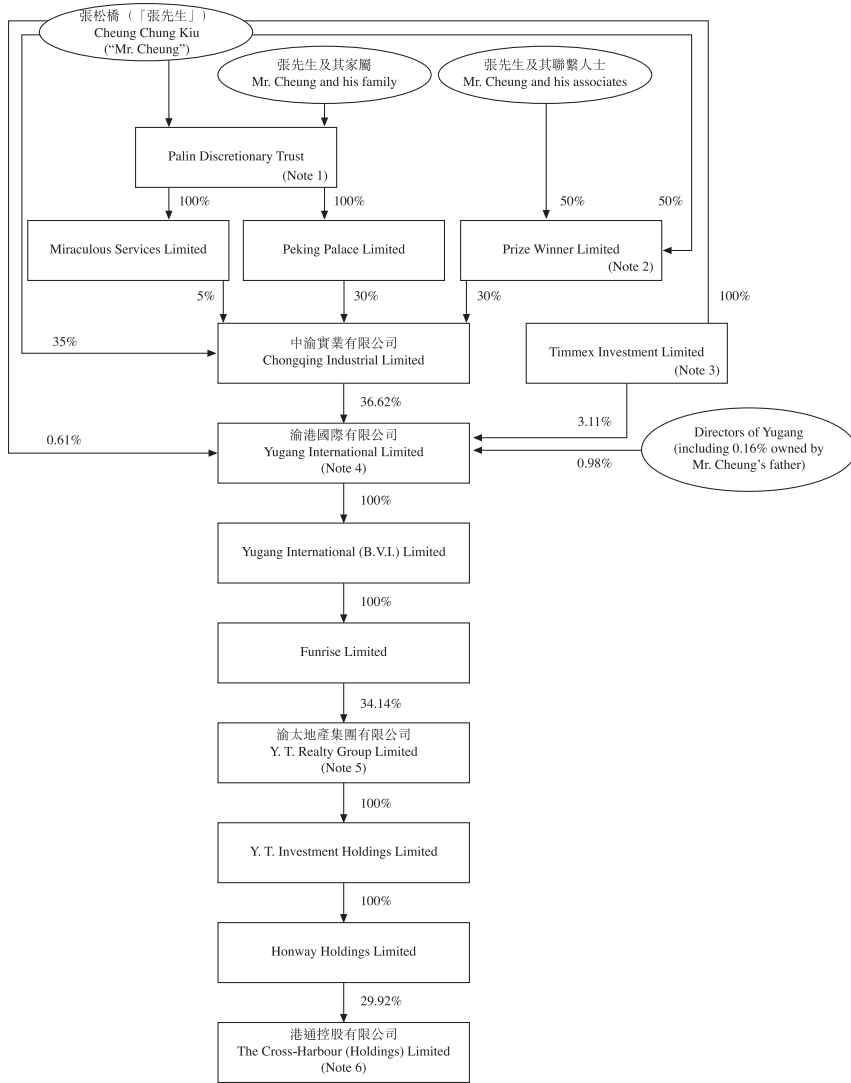 張松橋（「張先生」）
Cheung Chung Kiu
(“Mr. Cheung”)
張先生及其家屬
Mr. Cheung and his family
張先生及其聯繫人士
Mr. Cheung and his associates
Palin Discretionary Trust
(Note 1)
100%
100%
50%
50%
Miraculous Services Limited
Peking Palace Limited
Prize Winner Limited
(Note 2)
5%
30%
30%
100%
35%
中渝實業有限公司
Chongqing Industrial Limited
Timmex Investment Limited
(Note 3)
36.62%
3.11%
0.61%
渝港國際有限公司
Yugang International Limited
(Note 4)
0.98%
Directors of Yugang
(including 0.16% owned by
Mr. Cheung’s father)
100%
Yugang International (B.V.I.) Limited
100%
Funrise Limited
34.14%
渝太地產集團有限公司
Y. T. Realty Group Limited
(Note 5)
100%
Y. T. Investment Holdings Limited
100%
Honway Holdings Limited
29.92%
港通控股有限公司
The Cross-Harbour (Holdings) Limited
(Note 6)